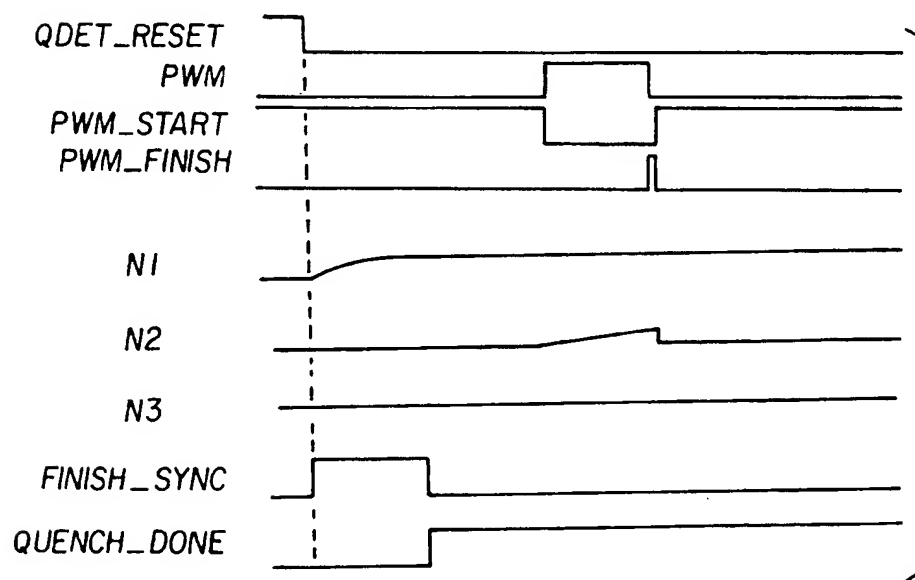 QDET_RESET
PWM
PWM_START
PWM_FINISH
N1
N2
N3
FINISH_SYNC
QUENCH_DONE